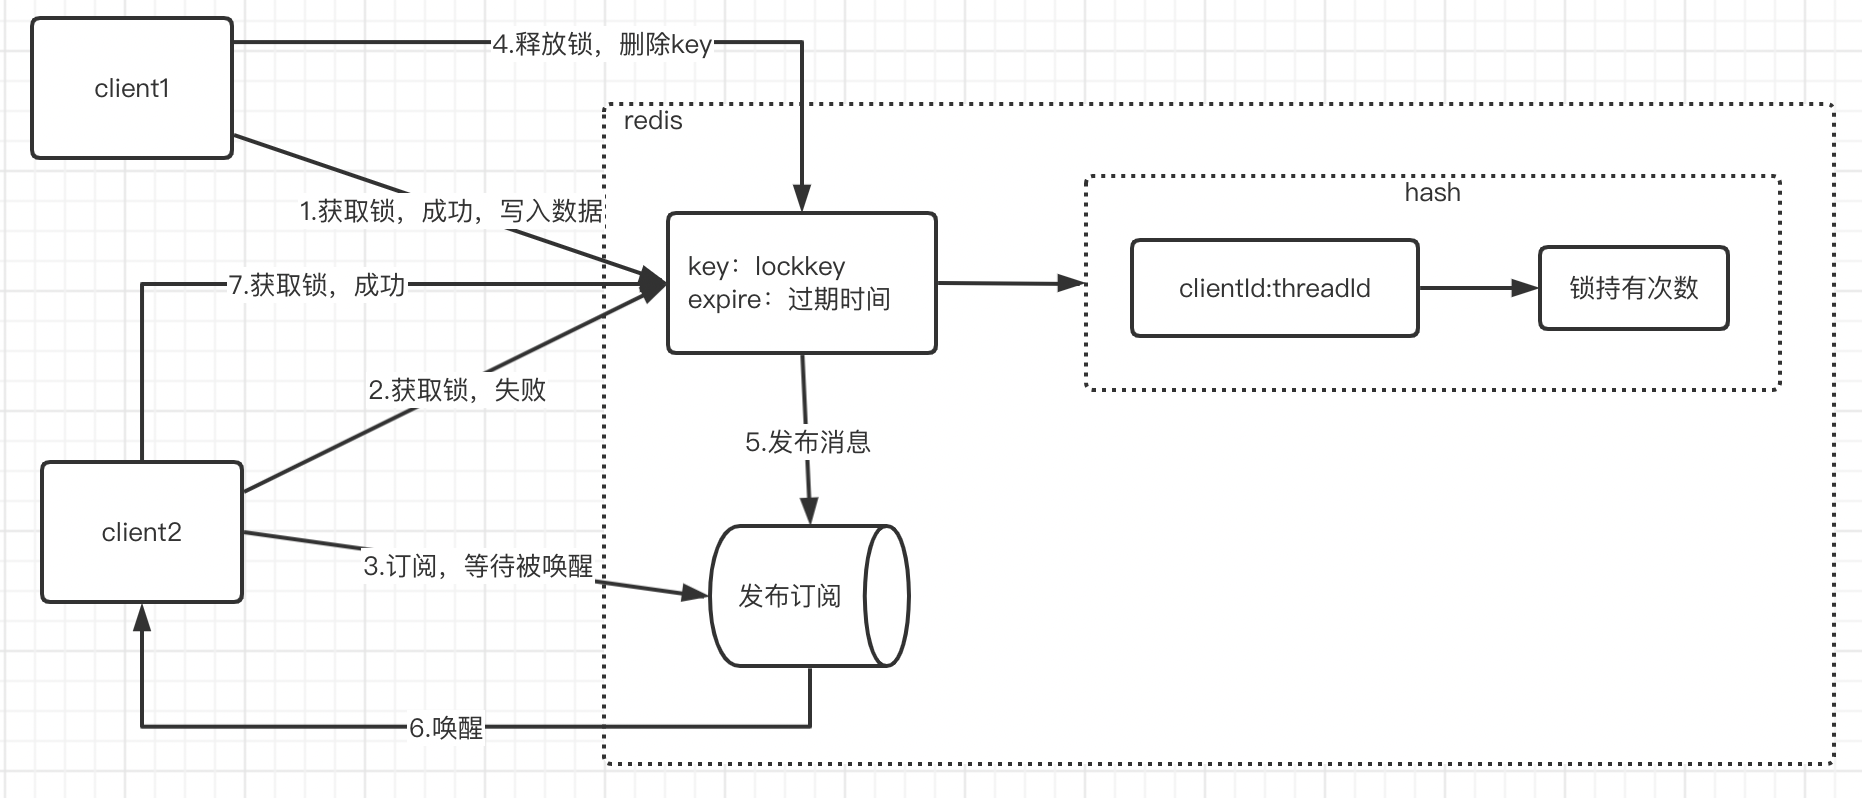 client1
4.释放锁，删除key
redis
hash
1.获取锁，成功，写入数据
key：lockkey
expire：过期时间
clientId:threadId
锁持有次数
7.获取锁，成功
2.获取锁，失败
5.发布消息
client2
3.订阅，等待被唤醒
发布订阅
6.唤醒